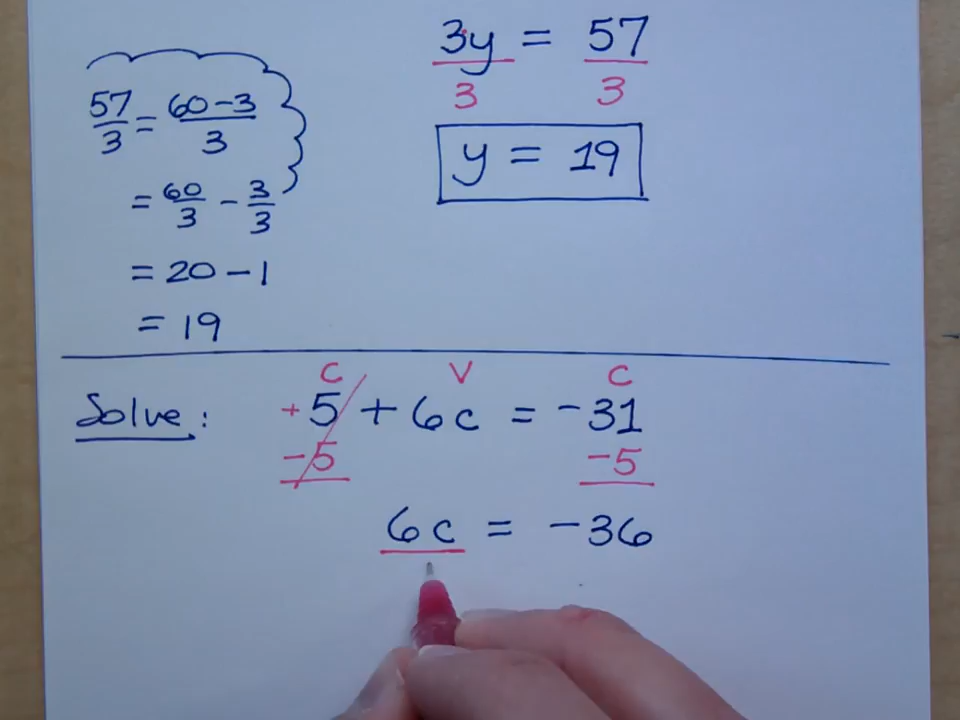 3y = 57
3 3
y = 19
57/3 = 60-3/3
= 60/3 - 3/3
= 20 - 1
= 19
C V C
Solve: +5 + 6c = -31
-5 -5
6c = -36